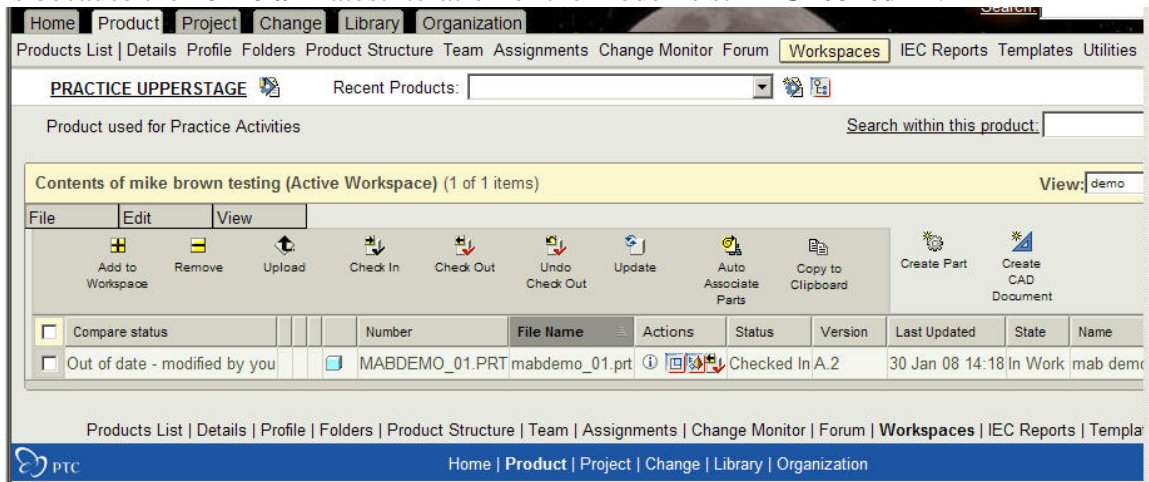 Home Product Project Change Library Organization Search:
Products List | Details Profile Folders Product Structure Team Assignments Change Monitor Forum Workspaces IEC Reports Templates Utilities
PRACTICE UPPERSTAGE Recent Products:
Product used for Practice Activities Search within this product:
Contents of mike brown testing (Active Workspace) (1 of 1 items) View: demo
File Edit View
Add to Workspace Remove Upload Check In Check Out Undo Check Out Update Auto Associate Parts Copy to Clipboard Create Part Create CAD Document
Compare status Number File Name Actions Status Version Last Updated State Name
Out of date - modified by you MABDEMO_01.PRT mabdemo_01.prt Checked In A.2 30 Jan 08 14:18 In Work mab demo
Products List | Details | Profile | Folders | Product Structure | Team | Assignments | Change Monitor | Forum | Workspaces | IEC Reports | Templa
PTC Home | Product | Project | Change | Library | Organization